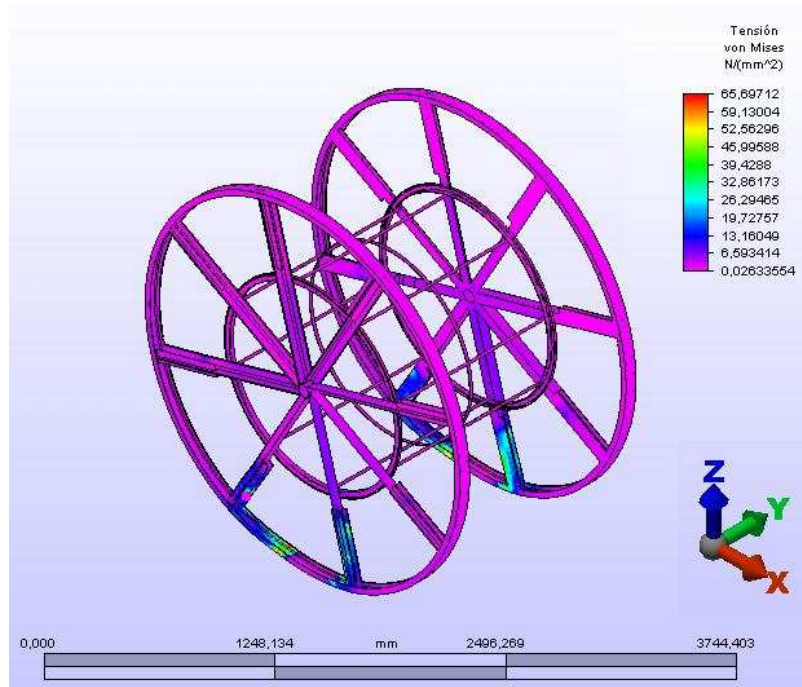 Tensión
von Mises
N/(mm^2)
65,69712
59,13004
52,56296
45,99588
39,4288
32,86173
26,29465
19,72757
13,16049
6,593414
0,02633554
Z
Y
X
0,000 1248,134 mm 2496,269 3744,403